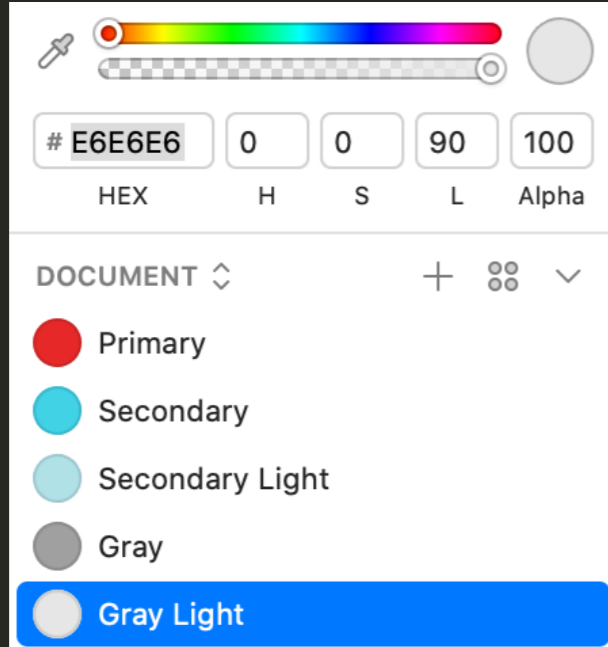 # E6E6E6 0 0 90 100
HEX H S L Alpha
DOCUMENT
Primary
Secondary
Secondary Light
Gray
Gray Light